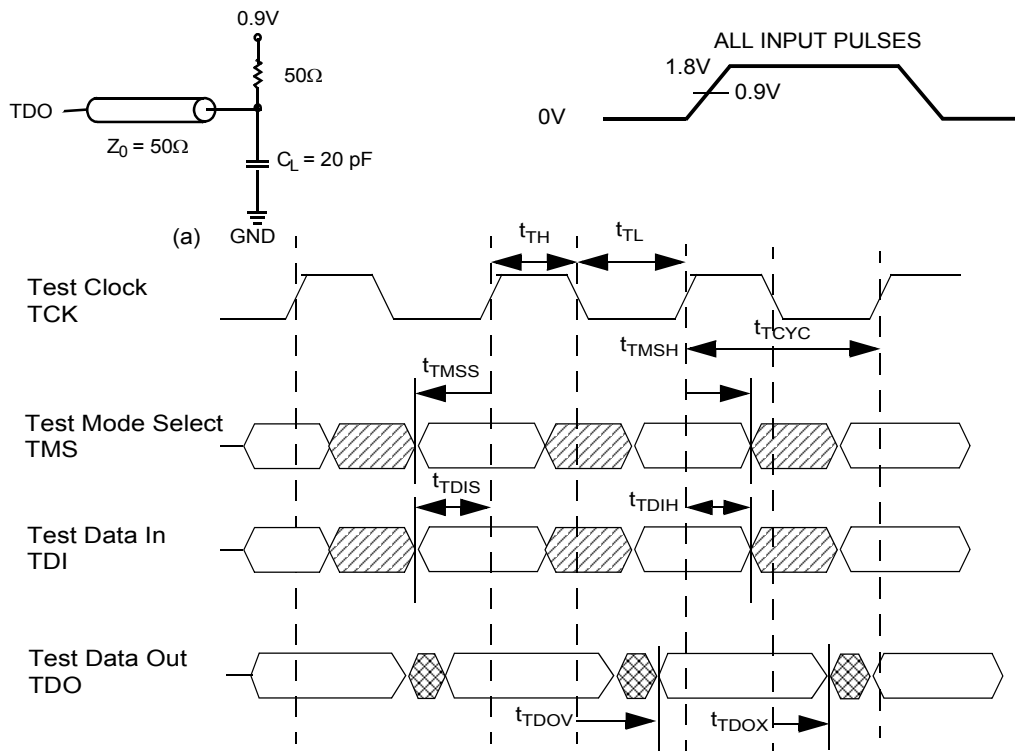 0.9V
ALL INPUT PULSES
50Ω
1.8V
0.9V
TDO
0V
Z0 = 50Ω
CL = 20 pF
(a)
GND
tTH
tTL
Test Clock
TCK
tTMSH
tTCYC
tTMSS
Test Mode Select
TMS
tTDIS
tTDIH
Test Data In
TDI
Test Data Out
TDO
tTDOV
tTDOX